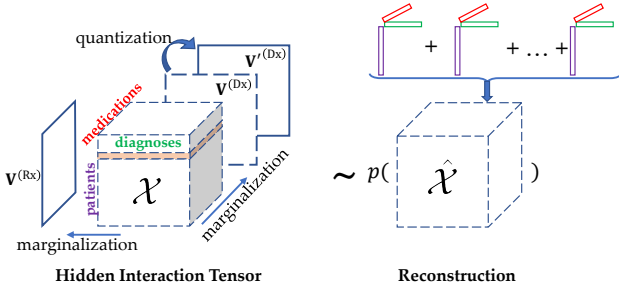 quantization
V′(Dx)
V(Dx)
medications
diagnoses
patients
V(Rx)
𝒳
marginalization
marginalization
Hidden Interaction Tensor
+ + … +
~ p( 𝒳̂ )
Reconstruction